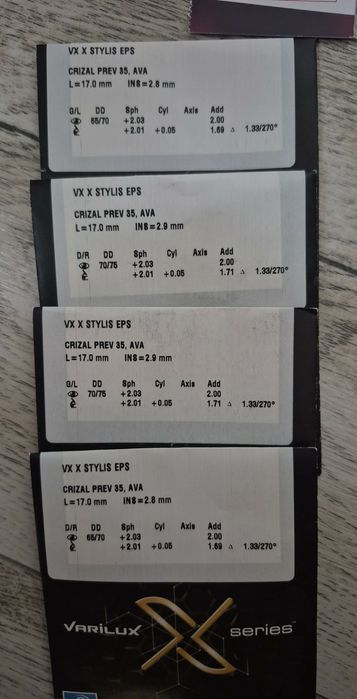 VX X STYLIS EPS
CRIZAL PREV 35, AVA
L=17.0 mm INS=2.8 mm
G/L DD Sph Cyl Axis Add
65/70 +2.03 2.00
+2.01 +0.05 1.69 Δ 1.33/270°
VX X STYLIS EPS
CRIZAL PREV 35, AVA
L=17.0 mm INS=2.9 mm
D/R DD Sph Cyl Axis Add
70/75 +2.03 2.00
+2.01 +0.05 1.71 Δ 1.33/270°
VX X STYLIS EPS
CRIZAL PREV 35, AVA
L=17.0 mm INS=2.9 mm
G/L DD Sph Cyl Axis Add
70/75 +2.03 2.00
+2.01 +0.05 1.71 Δ 1.33/270°
VX X STYLIS EPS
CRIZAL PREV 35, AVA
L=17.0 mm INS=2.8 mm
D/R DD Sph Cyl Axis Add
65/70 +2.03 2.00
+2.01 +0.05 1.69 Δ 1.33/270°
VARILUX X series™